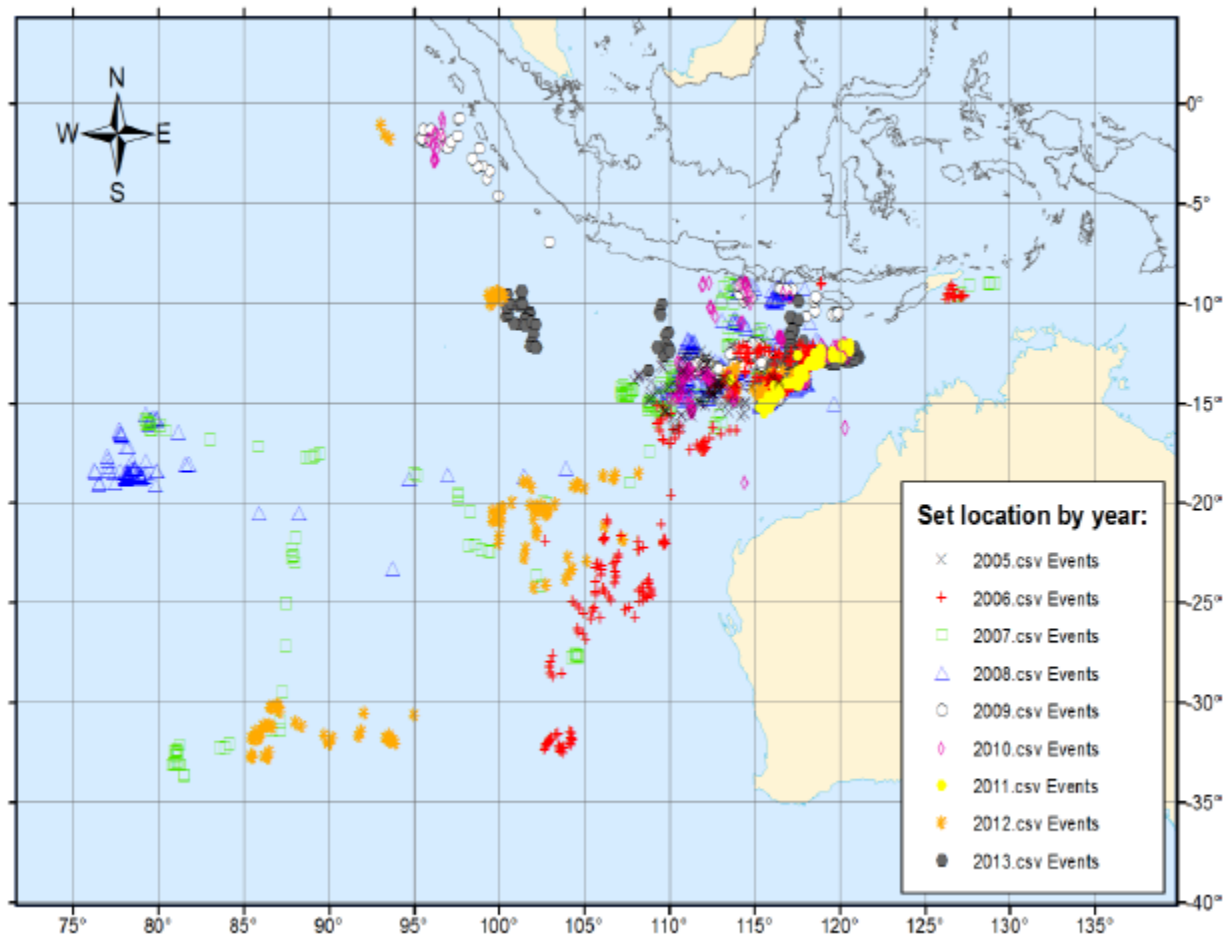 N
W E
S
0°
-5°
-10°
-15°
-20°
-25°
-30°
-35°
-40°
Set location by year:
2005.csv Events
2006.csv Events
2007.csv Events
2008.csv Events
2009.csv Events
2010.csv Events
2011.csv Events
2012.csv Events
2013.csv Events
75° 80° 85° 90° 95° 100° 105° 110° 115° 120° 125° 130° 135°